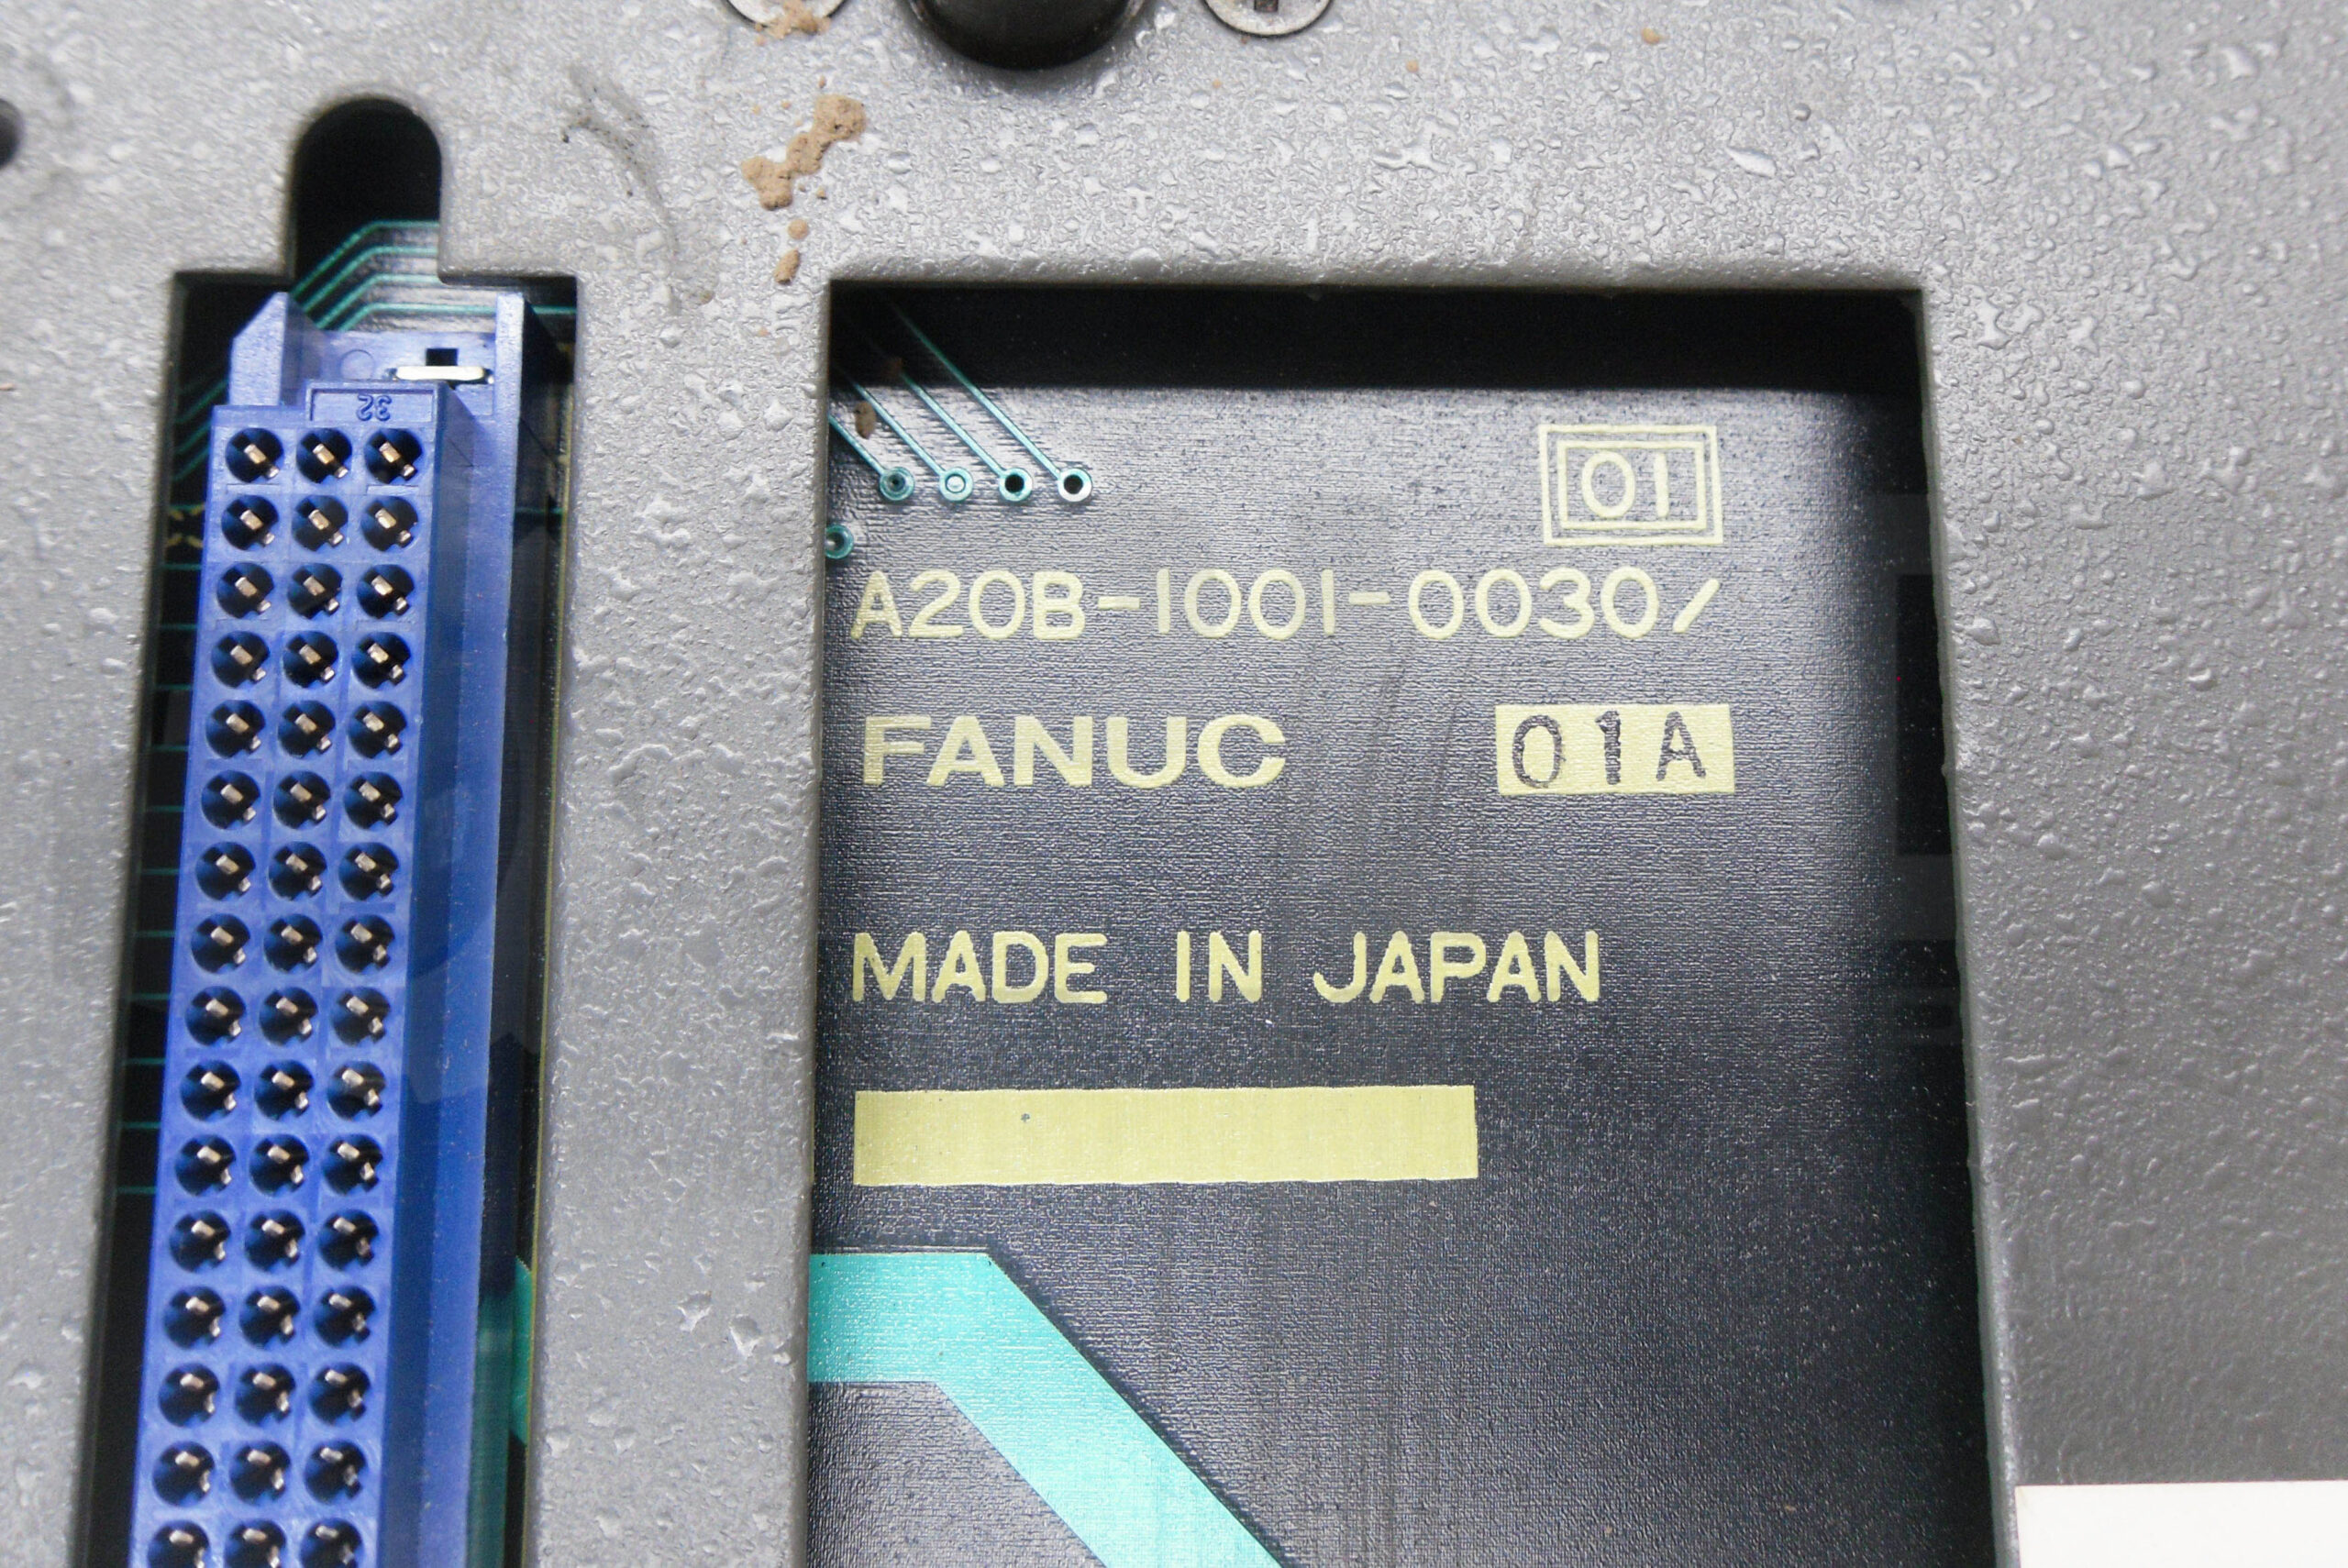 32
01
A20B-1001-0030/
FANUC 01A
MADE IN JAPAN